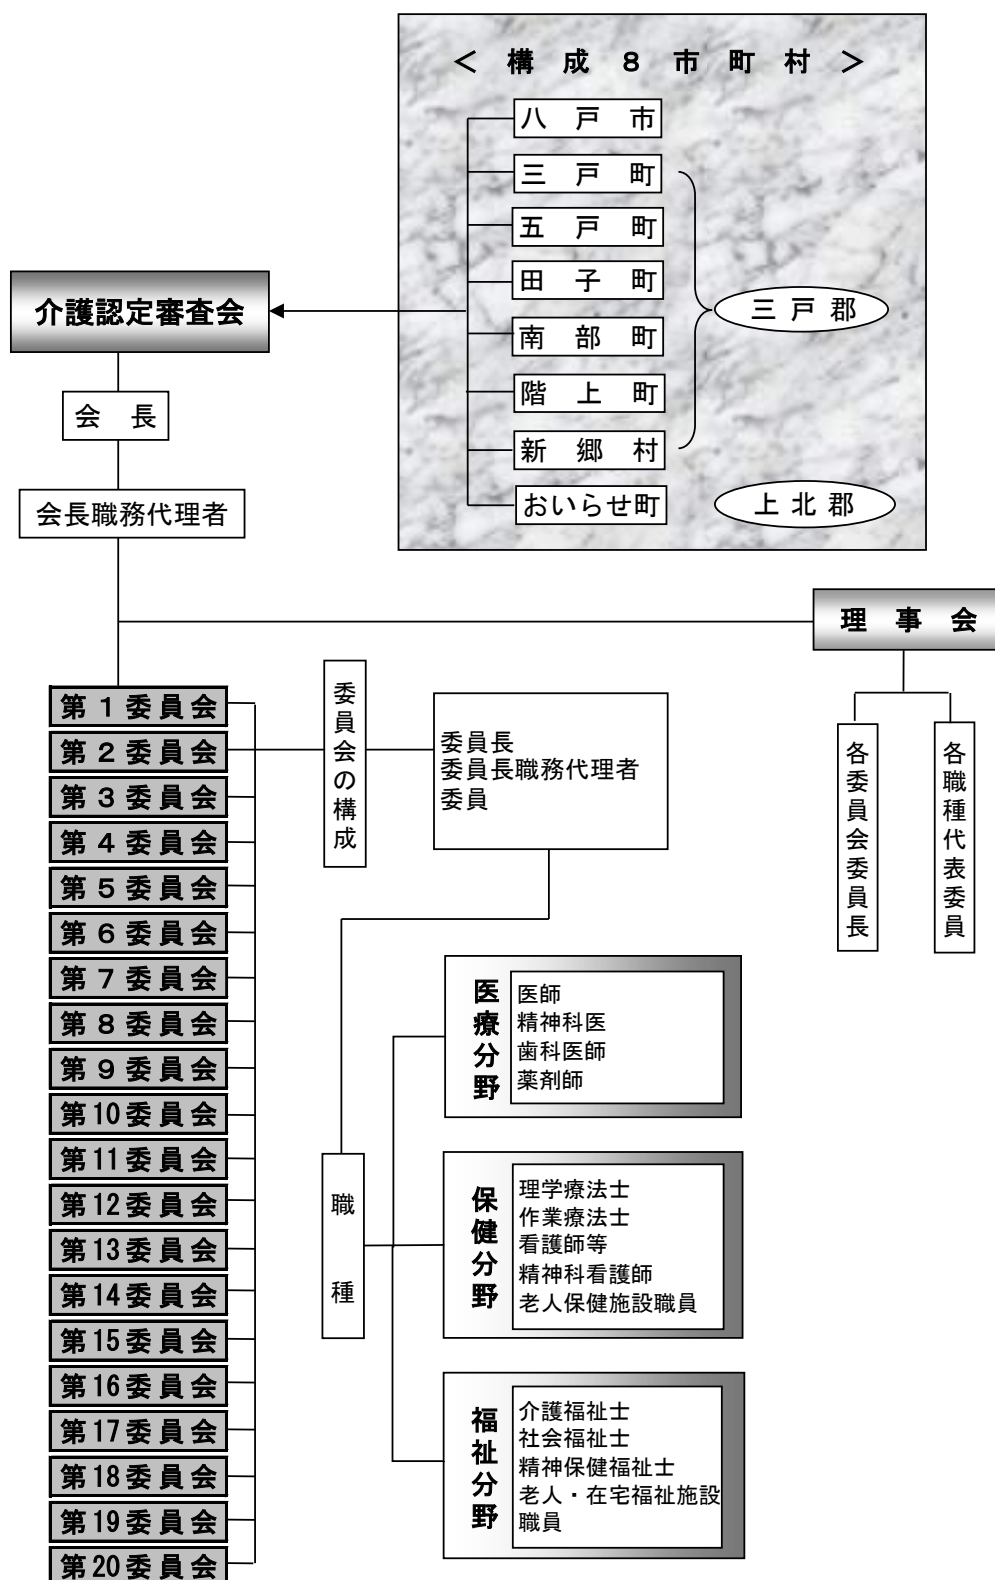 ＜ 構 成 ８ 市 町 村 ＞
八 戸 市
三 戸 町
五 戸 町
田 子 町
南 部 町
階 上 町
新 郷 村
おいらせ町
三 戸 郡
上 北 郡
介護認定審査会
会 長
会長職務代理者
理 事 会
各委員会委員長
各職種代表委員
第１委員会
第２委員会
第３委員会
第４委員会
第５委員会
第６委員会
第７委員会
第８委員会
第９委員会
第10委員会
第11委員会
第12委員会
第13委員会
第14委員会
第15委員会
第16委員会
第17委員会
第18委員会
第19委員会
第20委員会
委員会の構成
委員長
委員長職務代理者
委員
職 種
医療分野
医師
精神科医
歯科医師
薬剤師
保健分野
理学療法士
作業療法士
看護師等
精神科看護師
老人保健施設職員
福祉分野
介護福祉士
社会福祉士
精神保健福祉士
老人・在宅福祉施設
職員